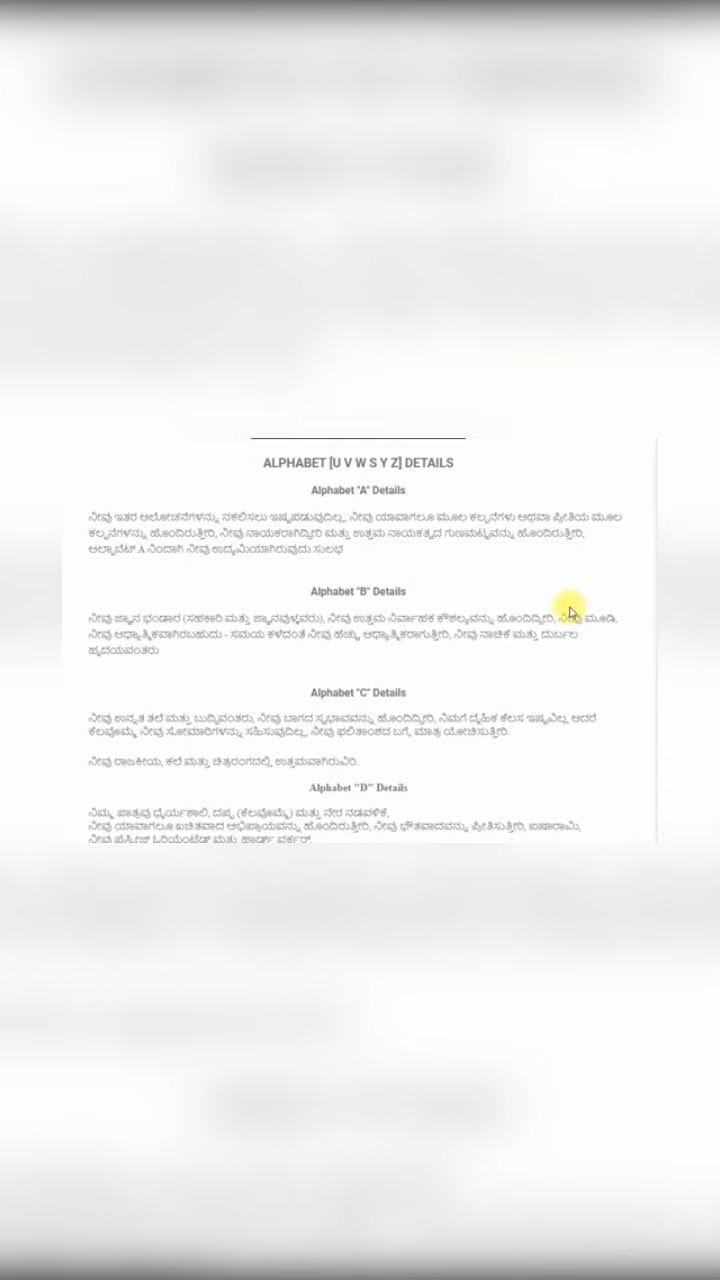 ALPHABET [U V W S Y Z] DETAILS
Alphabet "A" Details
ನೀವು ಇತರ ಆಲೋಚನೆಗಳನ್ನು ನಕಲಿಸಲು ಇಷ್ಟಪಡುವುದಿಲ್ಲ, ನೀವು ಯಾವಾಗಲೂ ಮೂಲ ಕಲ್ಪನೆಗಳು ಅಥವಾ ಪ್ರೀತಿಯ ಮೂಲ
ಕಲ್ಪನೆಗಳನ್ನು ಹೊಂದಿರುತ್ತೀರಿ, ನೀವು ನಾಯಕರಾಗಿದ್ದೀರಿ ಮತ್ತು ಉತ್ತಮ ನಾಯಕತ್ವದ ಗುಣಮಟ್ಟವನ್ನು ಹೊಂದಿರುತ್ತೀರಿ,
ಆಲ್ಫಾಬೆಟ್ A ನಿಂದಾಗಿ ನೀವು ಉದ್ಯಮಿಯಾಗಿರುವುದು ಸುಲಭ
Alphabet "B" Details
ನೀವು ಜ್ಞಾನ ಭಂಡಾರ (ಸಹಕಾರಿ ಮತ್ತು ಜ್ಞಾನವುಳ್ಳವರು), ನೀವು ಉತ್ತಮ ನಿರ್ವಾಹಕ ಕೌಶಲ್ಯವನ್ನು ಹೊಂದಿದ್ದೀರಿ, ನೀವು ಮೂಡಿ,
ನೀವು ಆಧ್ಯಾತ್ಮಿಕವಾಗಿರಬಹುದು - ಸಮಯ ಕಳೆದಂತೆ ನೀವು ಹೆಚ್ಚು ಆಧ್ಯಾತ್ಮಿಕರಾಗುತ್ತೀರಿ, ನೀವು ನಾಚಿಕೆ ಮತ್ತು ದುರ್ಬಲ
ಹೃದಯವಂತರು
Alphabet "C" Details
ನೀವು ಉನ್ನತ ತಲೆ ಮತ್ತು ಬುದ್ಧಿವಂತರು, ನೀವು ಬಾಗದ ಸ್ವಭಾವವನ್ನು ಹೊಂದಿದ್ದೀರಿ, ನಿಮಗೆ ದೈಹಿಕ ಕೆಲಸ ಇಷ್ಟವಿಲ್ಲ ಆದರೆ
ಕೆಲವೊಮ್ಮೆ ನೀವು ಸೋಮಾರಿಗಳನ್ನು ಸಹಿಸುವುದಿಲ್ಲ, ನೀವು ಫಲಿತಾಂಶದ ಬಗ್ಗೆ ಮಾತ್ರ ಯೋಚಿಸುತ್ತೀರಿ.
ನೀವು ರಾಜಕೀಯ, ಕಲೆ ಮತ್ತು ಚಿತ್ರರಂಗದಲ್ಲಿ ಉತ್ತಮವಾಗಿರುವಿರಿ.
Alphabet "D" Details
ನಿಮ್ಮ ಪಾತ್ರವು ಧೈರ್ಯಶಾಲಿ, ದಪ್ಪ (ಕೆಲವೊಮ್ಮೆ) ಮತ್ತು ನೇರ ನಡವಳಿಕೆ,
ನೀವು ಯಾವಾಗಲೂ ಖಚಿತವಾದ ಅಭಿಪ್ರಾಯವನ್ನು ಹೊಂದಿರುತ್ತೀರಿ, ನೀವು ಭೌತವಾದವನ್ನು ಪ್ರೀತಿಸುತ್ತೀರಿ, ಐಷಾರಾಮಿ,
ನೀವು ಪ್ರೆಸ್ಟೀಜ್ ಓರಿಯೆಂಟೆಡ್ ಮತ್ತು ಹಾರ್ಡ್ ವರ್ಕರ್.